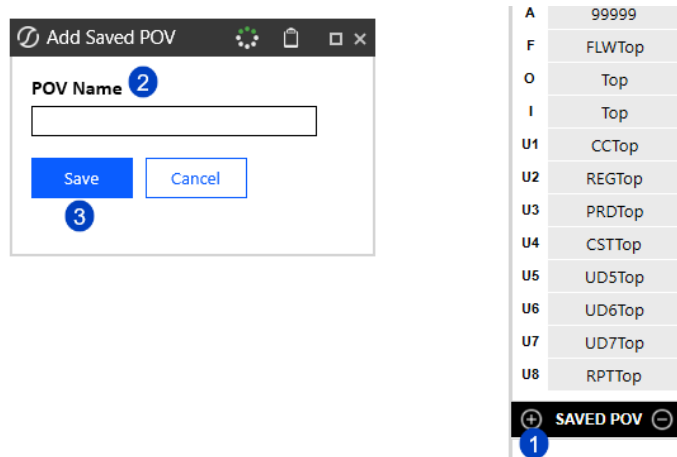 Add Saved POV
POV Name 2
Save Cancel
3
A 99999
F FLWTop
O Top
I Top
U1 CCTop
U2 REGTop
U3 PRDTop
U4 CSTTop
U5 UD5Top
U6 UD6Top
U7 UD7Top
U8 RPTTop
SAVED POV
1